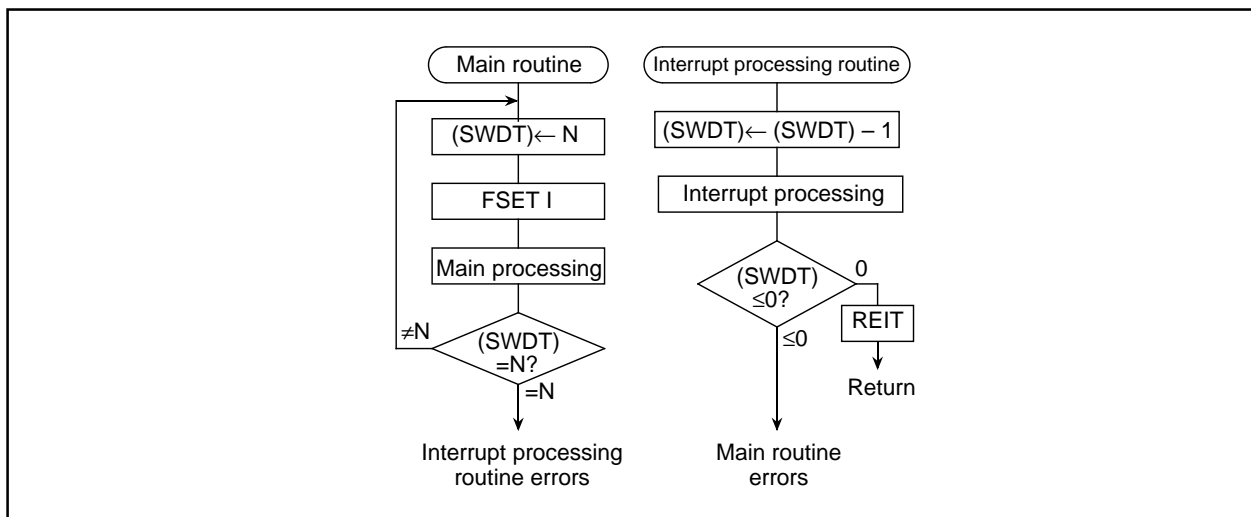 Main routine
(SWDT)← N
FSET I
Main processing
≠N
(SWDT)
=N?
=N
Interrupt processing
routine errors
Interrupt processing routine
(SWDT)← (SWDT) – 1
Interrupt processing
(SWDT)
≤0?
0
REIT
Return
≤0
Main routine
errors